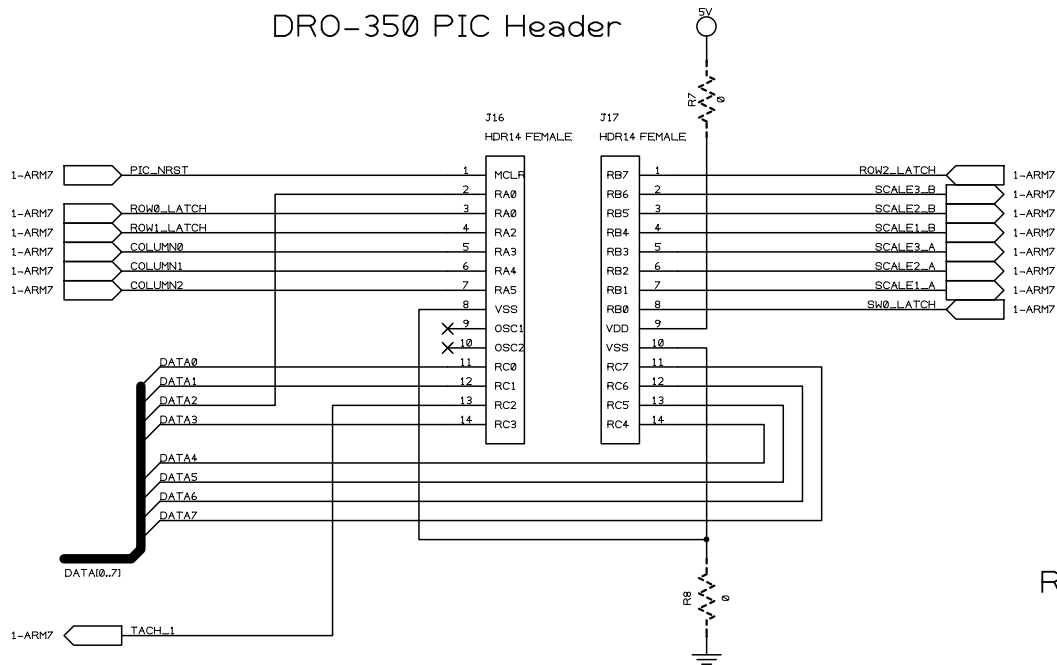 DRO-350 PIC Header
5V
R7
0
J16
HDR14 FEMALE
J17
HDR14 FEMALE
1-ARM7 PIC_NRST 1 MCLR
2 RA0
1-ARM7 ROW0_LATCH 3 RA0
1-ARM7 ROW1_LATCH 4 RA2
1-ARM7 COLUMN0 5 RA3
1-ARM7 COLUMN1 6 RA4
1-ARM7 COLUMN2 7 RA5
8 VSS
9 OSC1
10 OSC2
DATA0 11 RC0
DATA1 12 RC1
DATA2 13 RC2
DATA3 14 RC3
RB7 1 ROW2_LATCH 1-ARM7
RB6 2 SCALE3_B 1-ARM7
RB5 3 SCALE2_B 1-ARM7
RB4 4 SCALE1_B 1-ARM7
RB3 5 SCALE3_A 1-ARM7
RB2 6 SCALE2_A 1-ARM7
RB1 7 SCALE1_A 1-ARM7
RB0 8 SW0_LATCH 1-ARM7
VDD 9
VSS 10
RC7 11
RC6 12
RC5 13
RC4 14
DATA4
DATA5
DATA6
DATA7
DATA[0..7]
R8
0
R
1-ARM7 TACH_1